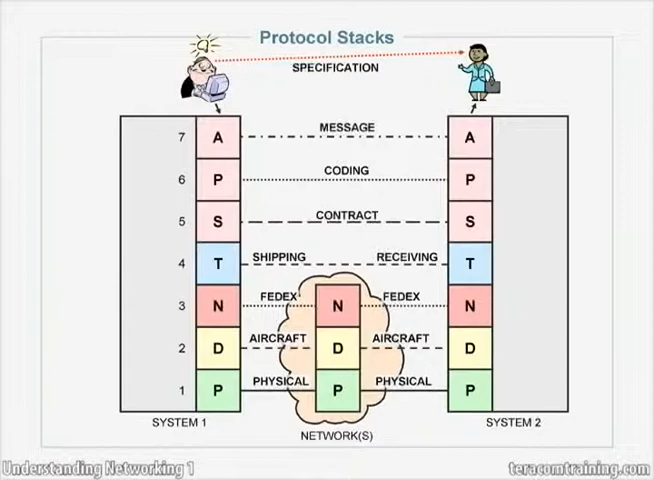 Protocol Stacks
SPECIFICATION
7 A MESSAGE A
6 P CODING P
5 S CONTRACT S
4 T SHIPPING RECEIVING T
3 N FEDEX N FEDEX N
2 D AIRCRAFT D AIRCRAFT D
1 P PHYSICAL P PHYSICAL P
SYSTEM 1 SYSTEM 2
NETWORK(S)
Understanding Networking 1 teracomtraining.com